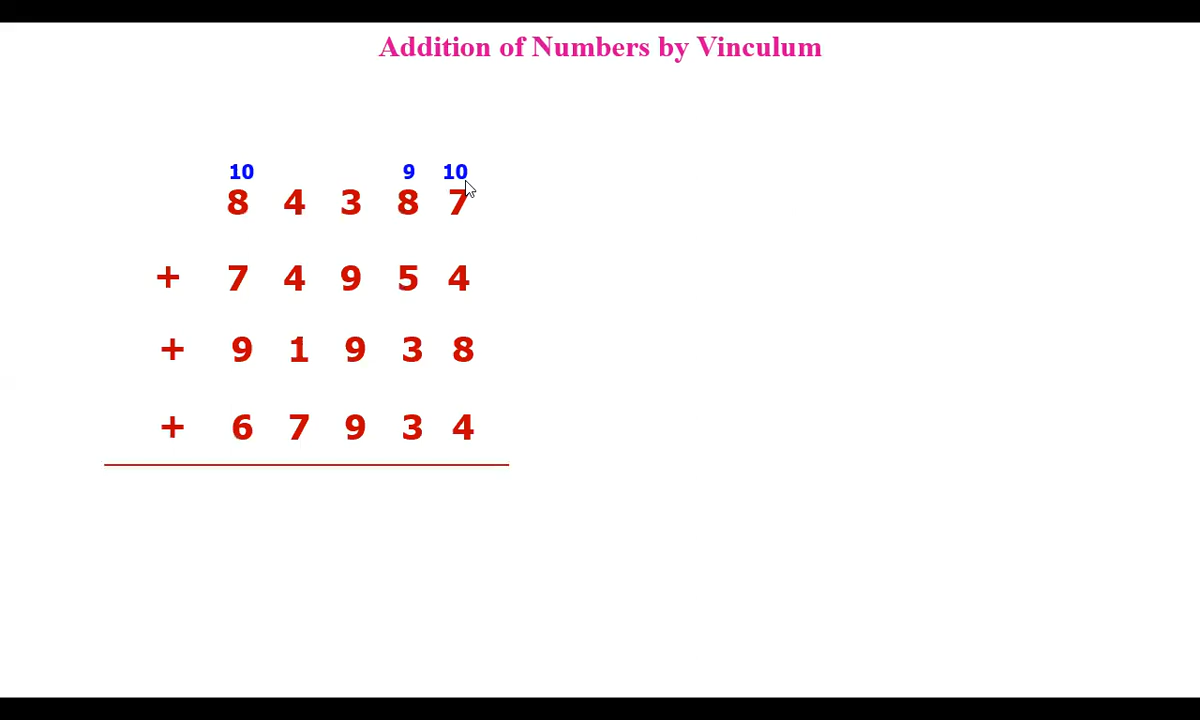 Addition of Numbers by Vinculum
10 9 10
8 4 3 8 7
+ 7 4 9 5 4
+ 9 1 9 3 8
+ 6 7 9 3 4